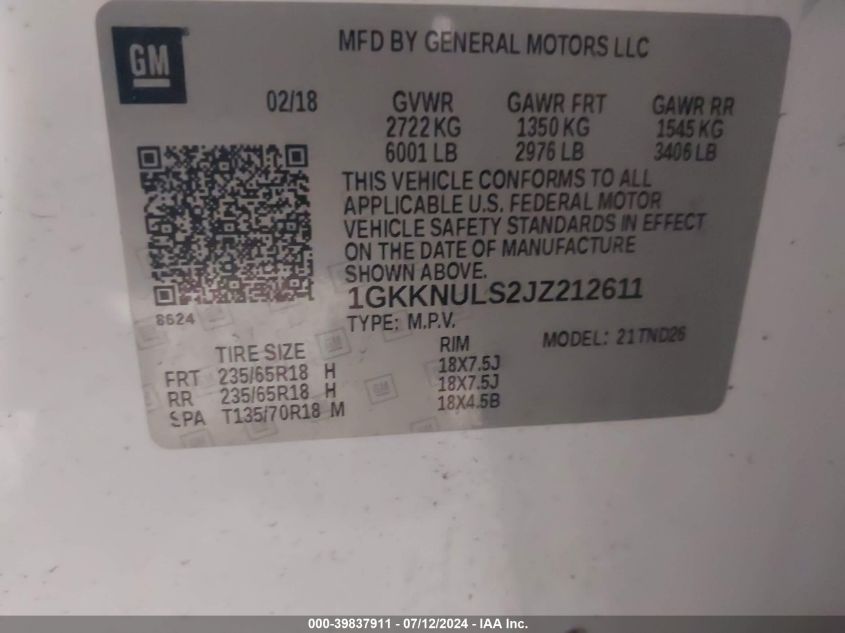 GM
MFD BY GENERAL MOTORS LLC
02/18 GVWR GAWR FRT GAWR RR
2722 KG 1350 KG 1545 KG
6001 LB 2976 LB 3406 LB
THIS VEHICLE CONFORMS TO ALL
APPLICABLE U.S. FEDERAL MOTOR
VEHICLE SAFETY STANDARDS IN EFFECT
ON THE DATE OF MANUFACTURE
SHOWN ABOVE.
1GKKNULS2JZ212611
8624
TYPE: M.P.V. MODEL: 21TND26
TIRE SIZE RIM
FRT 235/65R18 H 18X7.5J
RR 235/65R18 H 18X7.5J
SPA T135/70R18 M 18X4.5B
000-39837911 - 07/12/2024 - IAA Inc.